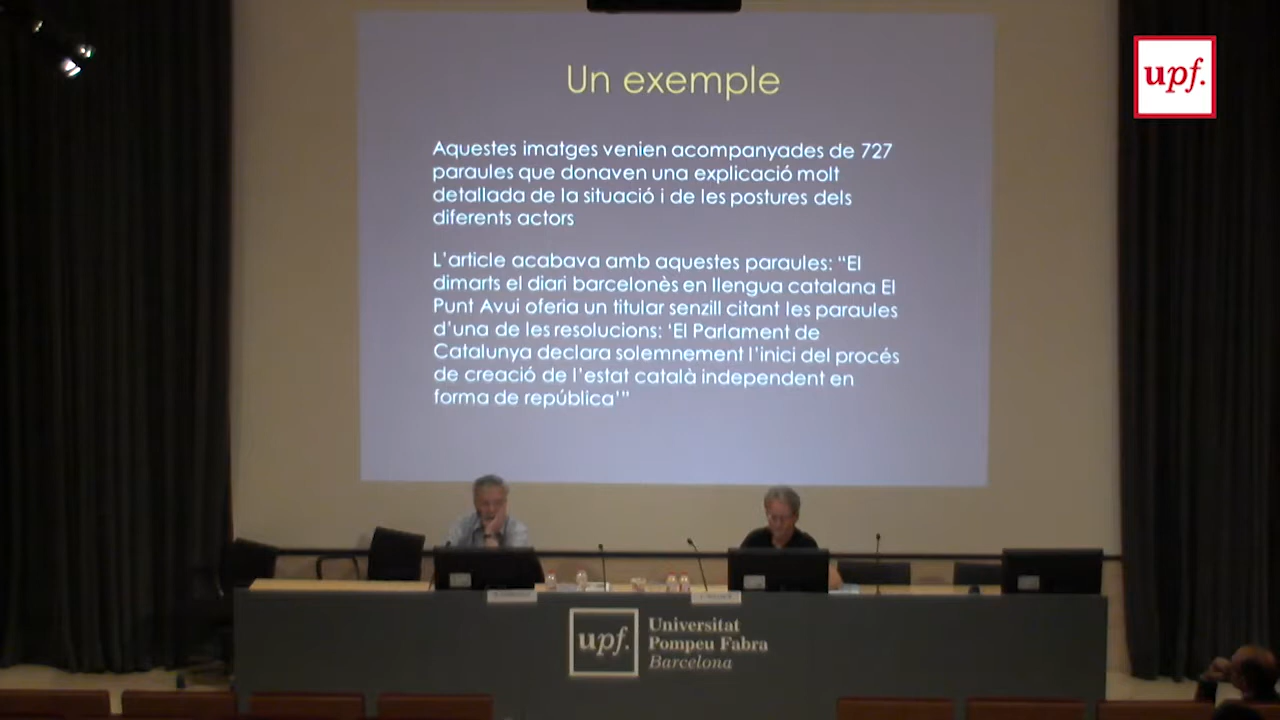 upf.
Un exemple
Aquestes imatges venien acompanyades de 727
paraules que donaven una explicació molt
detallada de la situació i de les postures dels
diferents actors
L'article acabava amb aquestes paraules: “El
dimarts el diari barcelonès en llengua catalana El
Punt Avui oferia un titular senzill citant les paraules
d'una de les resolucions: 'El Parlament de
Catalunya declara solemnement l'inici del procés
de creació de l'estat català independent en
forma de república'”
upf.
Universitat
Pompeu Fabra
Barcelona